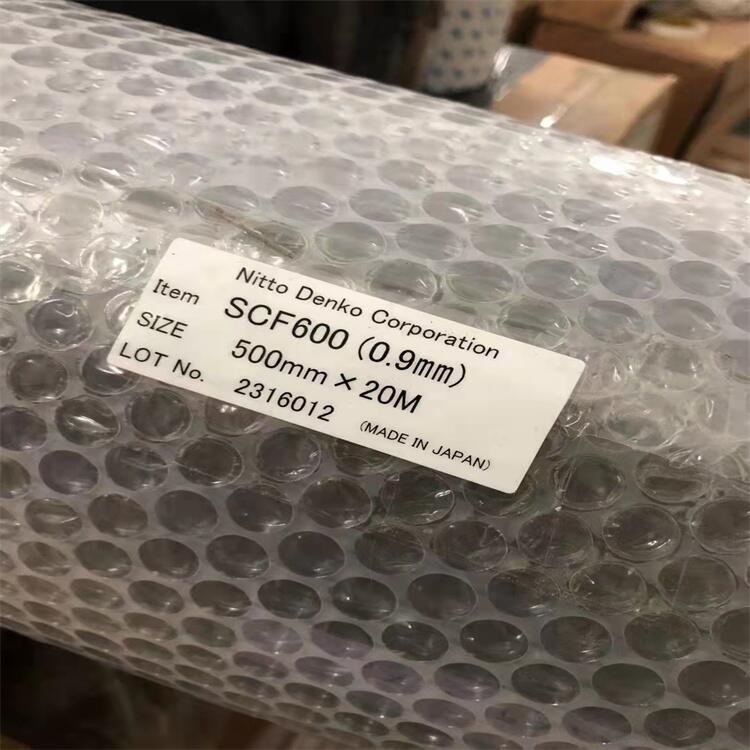 Nitto Denko Corporation
Item SCF600 (0.9mm)
SIZE 500mm × 20M
LOT No. 2316012 (MADE IN JAPAN)